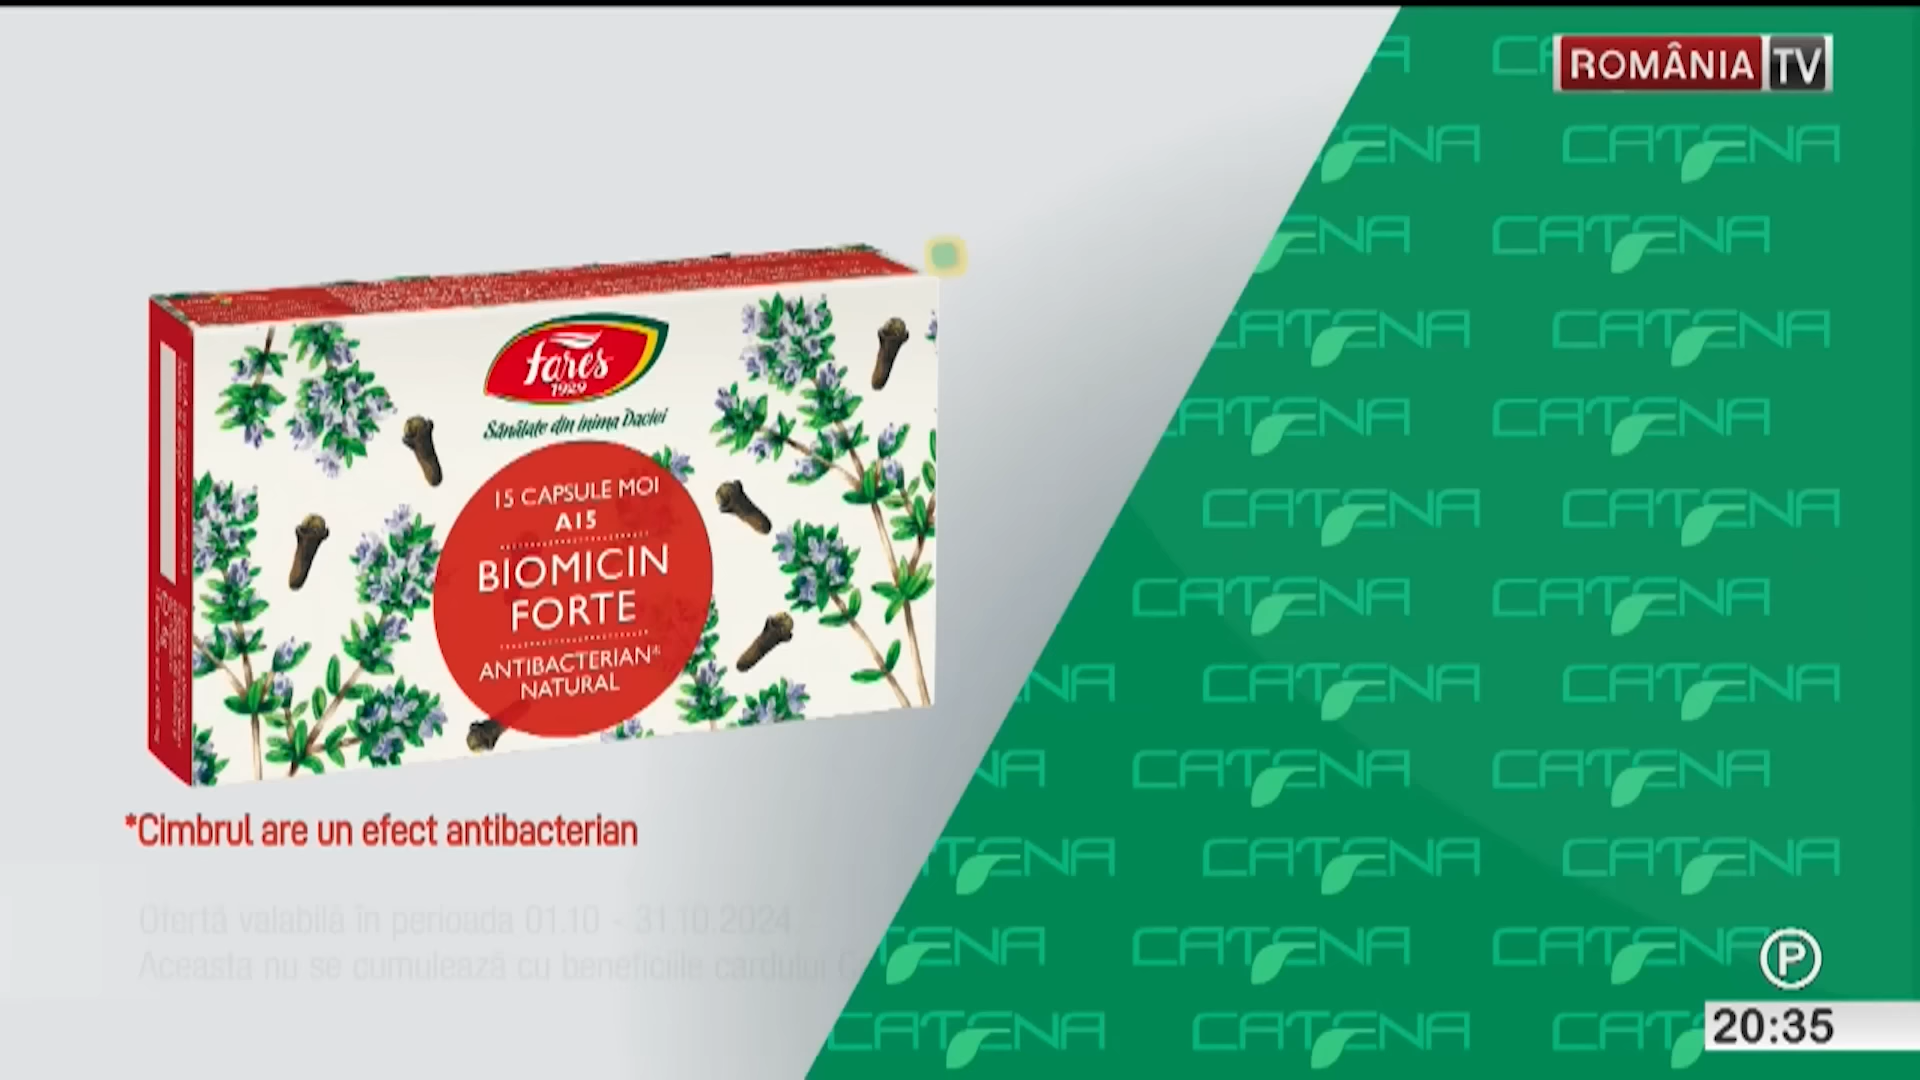 ROMÂNIA TV
fares
1929
Sănătate din inima Daciei
15 CAPSULE MOI
A15
BIOMICIN
FORTE
ANTIBACTERIAN*
NATURAL
*Cimbrul are un efect antibacterian
Ofertă valabilă în perioada 01.10 - 31.10.2024
Aceasta nu se cumulează cu beneficiile cardului
CATENA
P
20:35